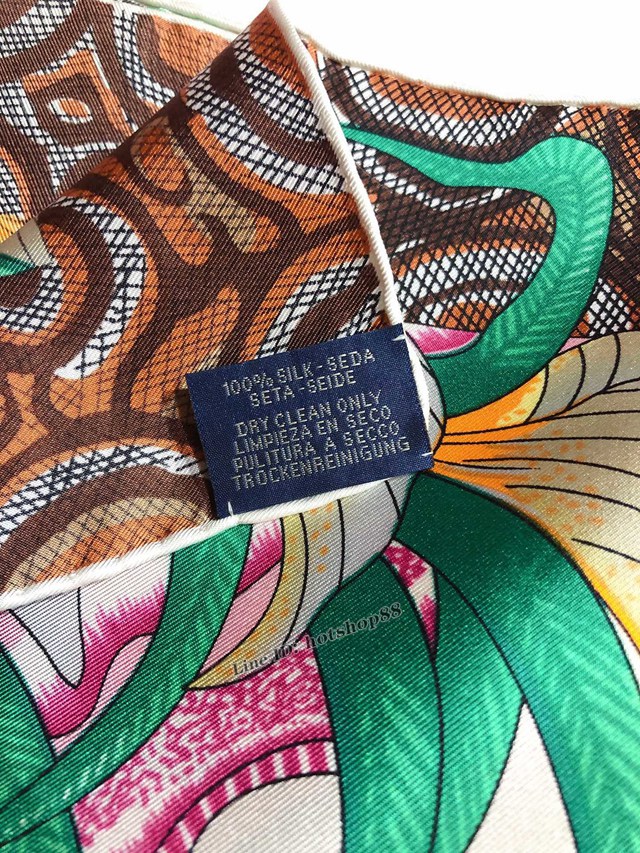 100% SILK - SEDA
SETA - SEIDE
DRY CLEAN ONLY
LIMPIEZA EN SECO
PULITURA A SECCO
TROCKENREINIGUNG
Line ID: hotshop88